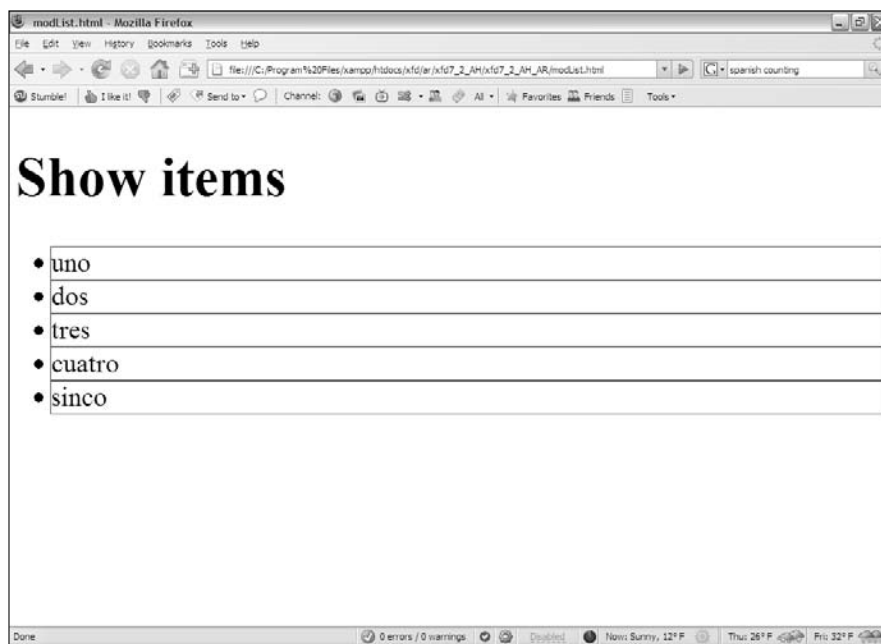 modList.html - Mozilla Firefox
File Edit View History Bookmarks Tools Help
file:///C:/Program%20Files/xampp/htdocs/xfd/ar/xfd7_2_AH/xfd7_2_AH_AR/modList.html
G spanish counting
Stumble! I like it! Send to Channel: All Favorites Friends Tools
Show items
• uno
• dos
• tres
• cuatro
• sinco
Done 0 errors / 0 warnings Disabled Now: Sunny, 12° F Thu: 26° F Fri: 32° F